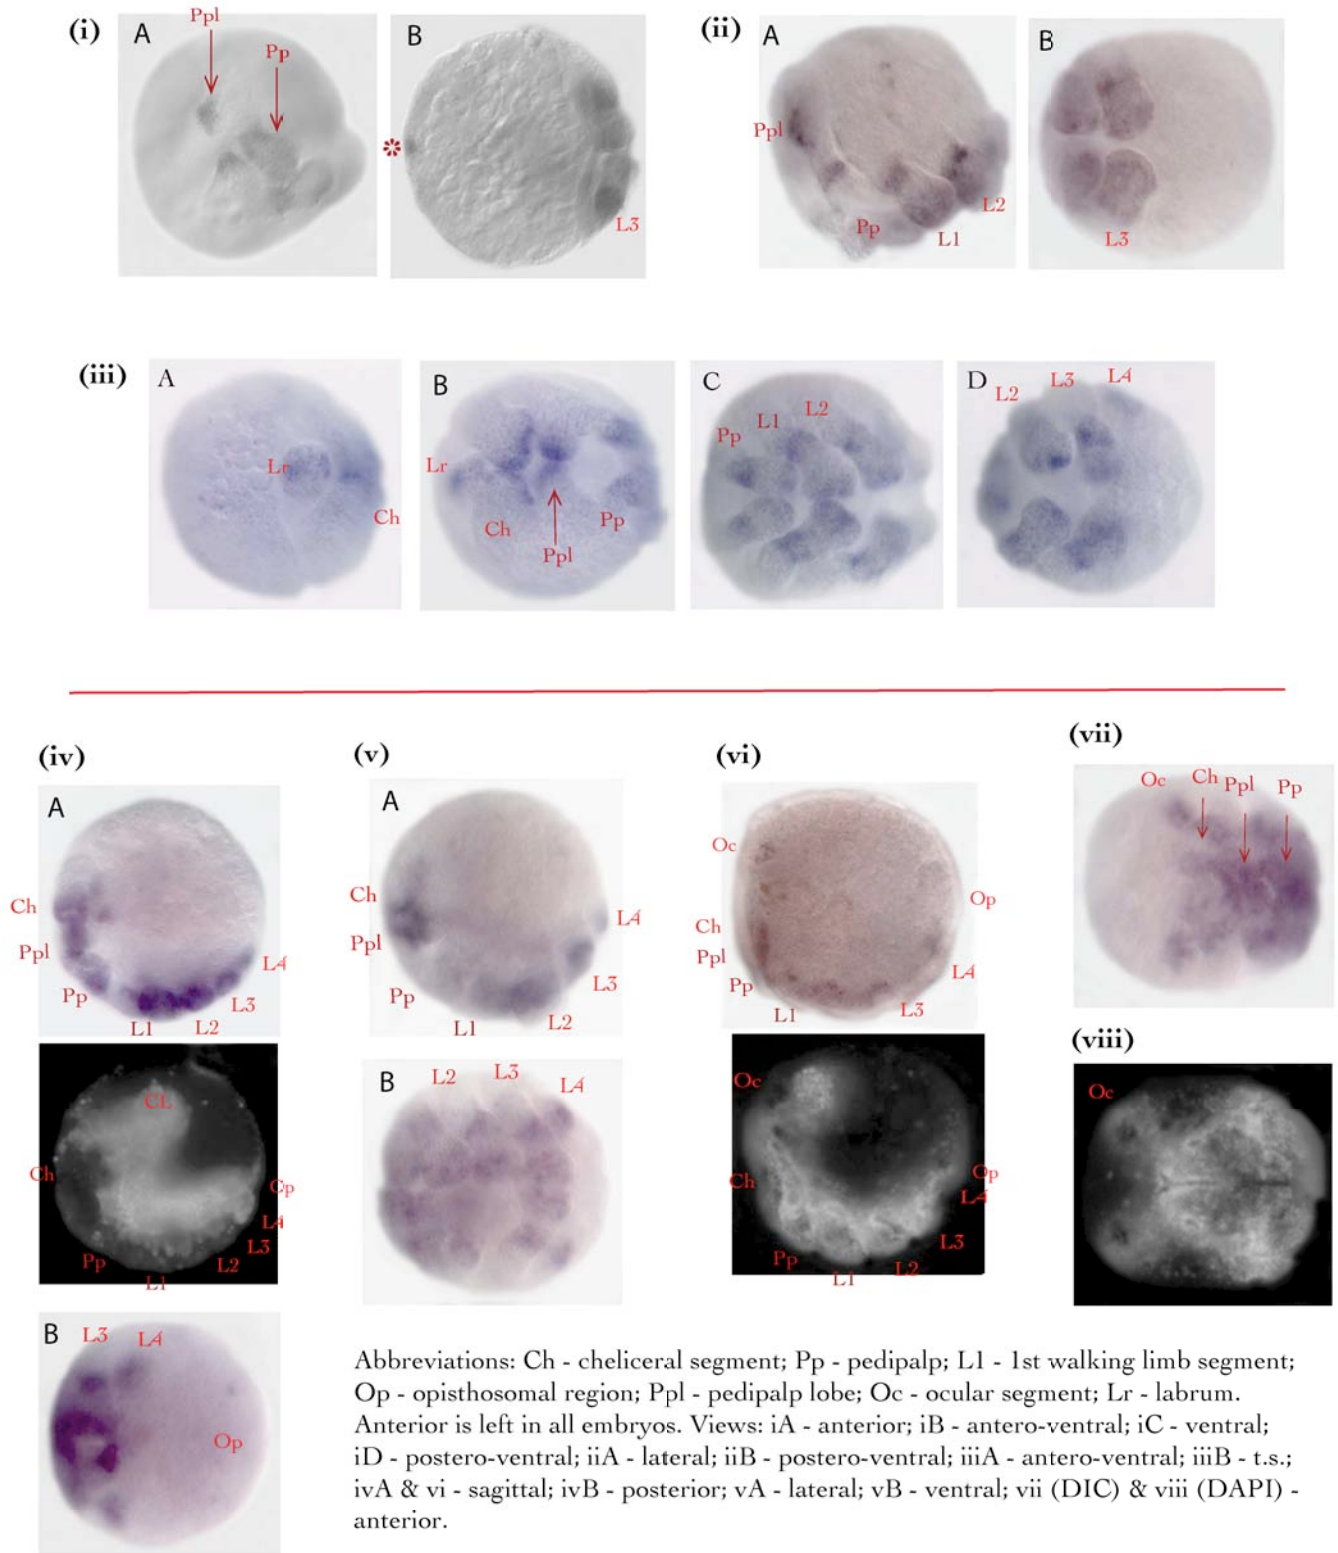 (i)
A
Ppl
Pp
B
L3
(ii)
A
Ppl
Pp
L1
L2
B
L3
(iii)
A
Lr
Ch
B
Lr
Ch
Ppl
Pp
C
Pp
L1
L2
D
L2
L3
L4
(iv)
A
Ch
Ppl
Pp
L1
L2
L3
L4
CL
Ch
Op
L4
L3
L2
Pp
L1
B
L3
L4
Op
(v)
A
Ch
Ppl
Pp
L1
L2
L3
L4
B
L2
L3
L4
(vi)
Oc
Ch
Ppl
Pp
L1
L3
L4
Op
Oc
Ch
Pp
L1
L2
L3
L4
Op
(vii)
Oc
Ch
Ppl
Pp
(viii)
Oc
Abbreviations: Ch - cheliceral segment; Pp - pedipalp; L1 - 1st walking limb segment;
Op - opisthosomal region; Ppl - pedipalp lobe; Oc - ocular segment; Lr - labrum.
Anterior is left in all embryos. Views: iA - anterior; iB - antero-ventral; iC - ventral;
iD - postero-ventral; iiA - lateral; iiB - postero-ventral; iiiA - antero-ventral; iiiB - t.s.;
ivA & vi - sagittal; ivB - posterior; vA - lateral; vB - ventral; vii (DIC) & viii (DAPI) -
anterior.